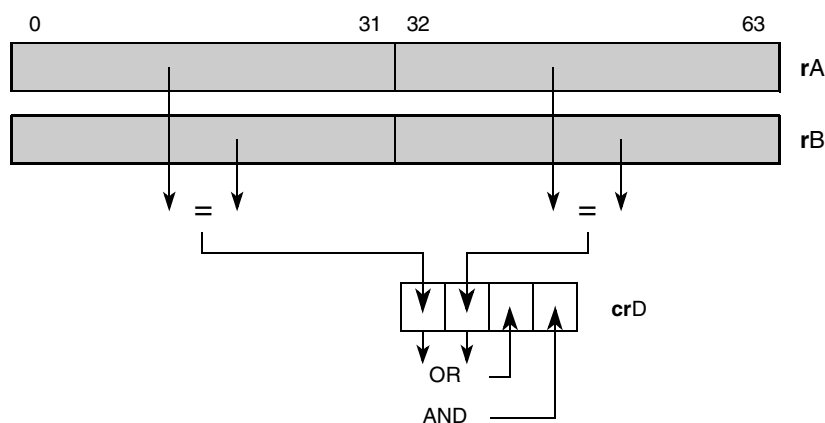 0 31 32 63
rA
rB
= =
crD
OR
AND